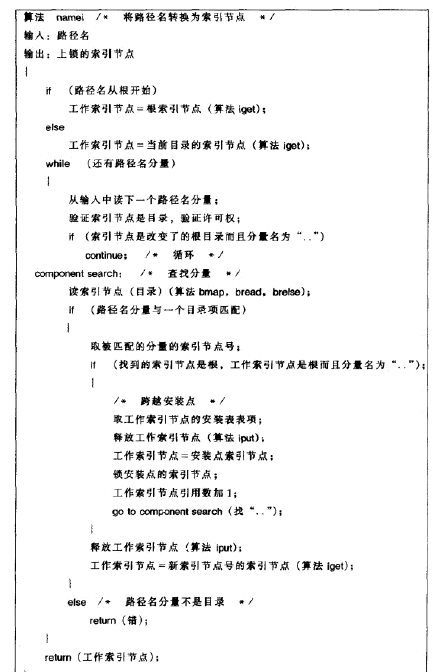 算法 namei /* 将路径名转换为索引节点 */
输入：路径名
输出：上锁的索引节点
{
if （路径名从根开始）
工作索引节点＝根索引节点（算法 iget）；
else
工作索引节点＝当前目录的索引节点（算法 iget）；
while （还有路径名分量）
{
从输入中读下一个路径名分量；
验证索引节点是目录，验证许可权；
if （索引节点是改变了的根目录而且分量名为“..”）
continue； /* 循环 */
component search： /* 查找分量 */
读索引节点（目录）（算法 bmap，bread，brelse）；
if （路径名分量与一个目录项匹配）
{
取被匹配的分量的索引节点号；
if （找到的索引节点是根，工作索引节点是根而且分量名为“..”）；
{
/* 跨越安装点 */
取工作索引节点的安装表表项；
释放工作索引节点（算法 iput）；
工作索引节点＝安装点索引节点；
锁安装点的索引节点；
工作索引节点引用数加 1；
go to component search（找“..”）；
}
释放工作索引节点（算法 iput）；
工作索引节点＝新索引节点号的索引节点（算法 iget）；
}
else /* 路径名分量不是目录 */
return（错）；
}
return（工作索引节点）；